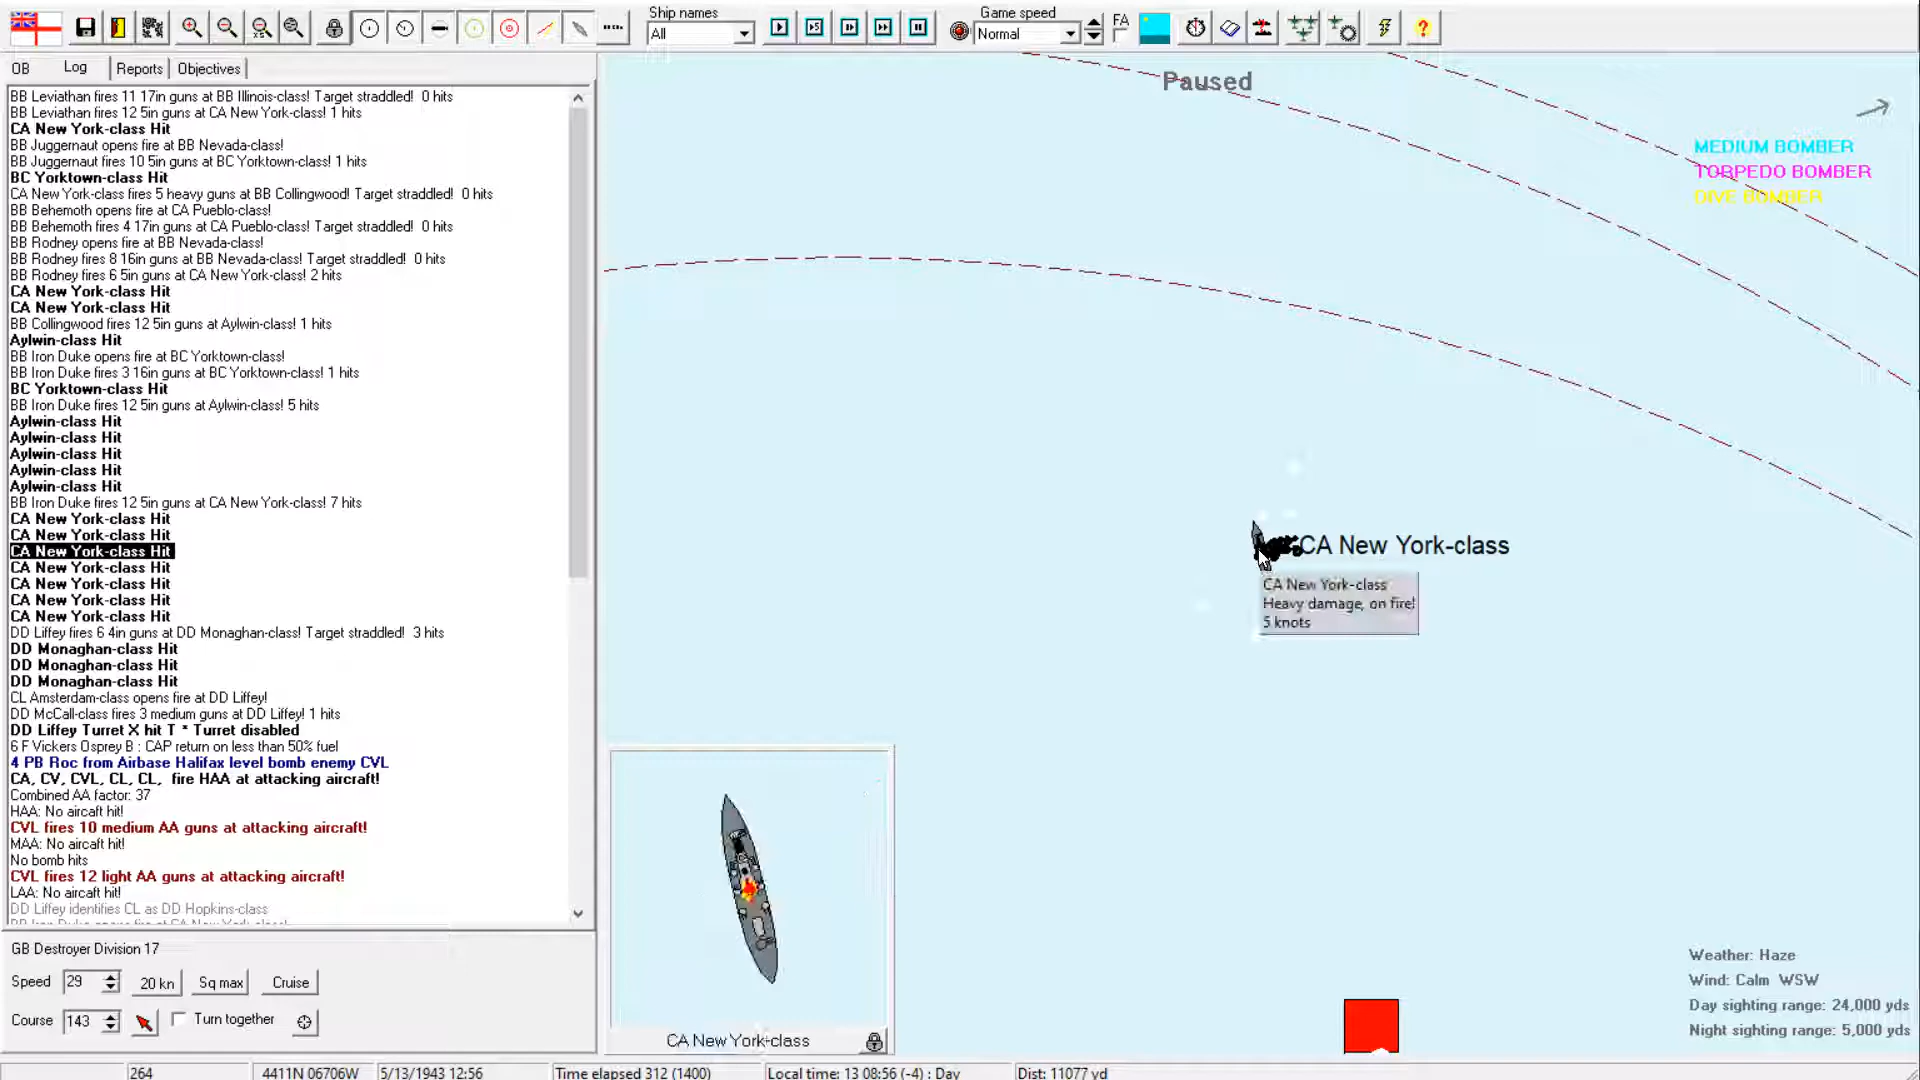 Ship names
All
Game speed
Normal
FA
OB
Log
Reports
Objectives
BB Leviathan fires 11 17in guns at BB Illinois-class! Target straddled!  0 hits
BB Leviathan fires 12 5in guns at CA New York-class! 1 hits
CA New York-class Hit
BB Juggernaut opens fire at BB Nevada-class!
BB Juggernaut fires 10 5in guns at BC Yorktown-class! 1 hits
BC Yorktown-class Hit
CA New York-class fires 5 heavy guns at BB Collingwood! Target straddled!  0 hits
BB Behemoth opens fire at CA Pueblo-class!
BB Behemoth fires 4 17in guns at CA Pueblo-class! Target straddled!  0 hits
BB Rodney opens fire at BB Nevada-class!
BB Rodney fires 8 16in guns at BB Nevada-class! Target straddled!  0 hits
BB Rodney fires 6 5in guns at CA New York-class! 2 hits
CA New York-class Hit
CA New York-class Hit
BB Collingwood fires 12 5in guns at Aylwin-class! 1 hits
Aylwin-class Hit
BB Iron Duke opens fire at BC Yorktown-class!
BB Iron Duke fires 3 16in guns at BC Yorktown-class! 1 hits
BC Yorktown-class Hit
BB Iron Duke fires 12 5in guns at Aylwin-class! 5 hits
Aylwin-class Hit
Aylwin-class Hit
Aylwin-class Hit
Aylwin-class Hit
Aylwin-class Hit
BB Iron Duke fires 12 5in guns at CA New York-class! 7 hits
CA New York-class Hit
CA New York-class Hit
CA New York-class Hit
CA New York-class Hit
CA New York-class Hit
CA New York-class Hit
CA New York-class Hit
DD Liffey fires 6 4in guns at DD Monaghan-class! Target straddled!  3 hits
DD Monaghan-class Hit
DD Monaghan-class Hit
DD Monaghan-class Hit
CL Amsterdam-class opens fire at DD Liffey!
DD McCall-class fires 3 medium guns at DD Liffey! 1 hits
DD Liffey Turret X hit T * Turret disabled
6 F Vickers Osprey B : CAP return on less than 50% fuel
4 PB Roc from Airbase Halifax level bomb enemy CVL
CA, CV, CVL, CL, CL,  fire HAA at attacking aircraft!
Combined AA factor: 37
HAA: No aircaft hit!
CVL fires 10 medium AA guns at attacking aircraft!
MAA: No aircaft hit!
No bomb hits
CVL fires 12 light AA guns at attacking aircraft!
LAA: No aircaft hit!
DD Liffey identifies CL as DD Hopkins-class
BB Iron Duke opens fire at CA New York-class!
GB Destroyer Division 17
Speed
29
20 kn
Sq max
Cruise
Course
143
Turn together
Paused
MEDIUM BOMBER
TORPEDO BOMBER
DIVE BOMBER
CA New York-class
CA New York-class
Heavy damage, on fire!
5 knots
CA New York-class
Weather: Haze
Wind: Calm  WSW
Day sighting range: 24,000 yds
Night sighting range: 5,000 yds
264
4411N 06706W
5/13/1943 12:56
Time elapsed 312 (1400)
Local time: 13 08:56 (-4) : Day
Dist: 11077 yd